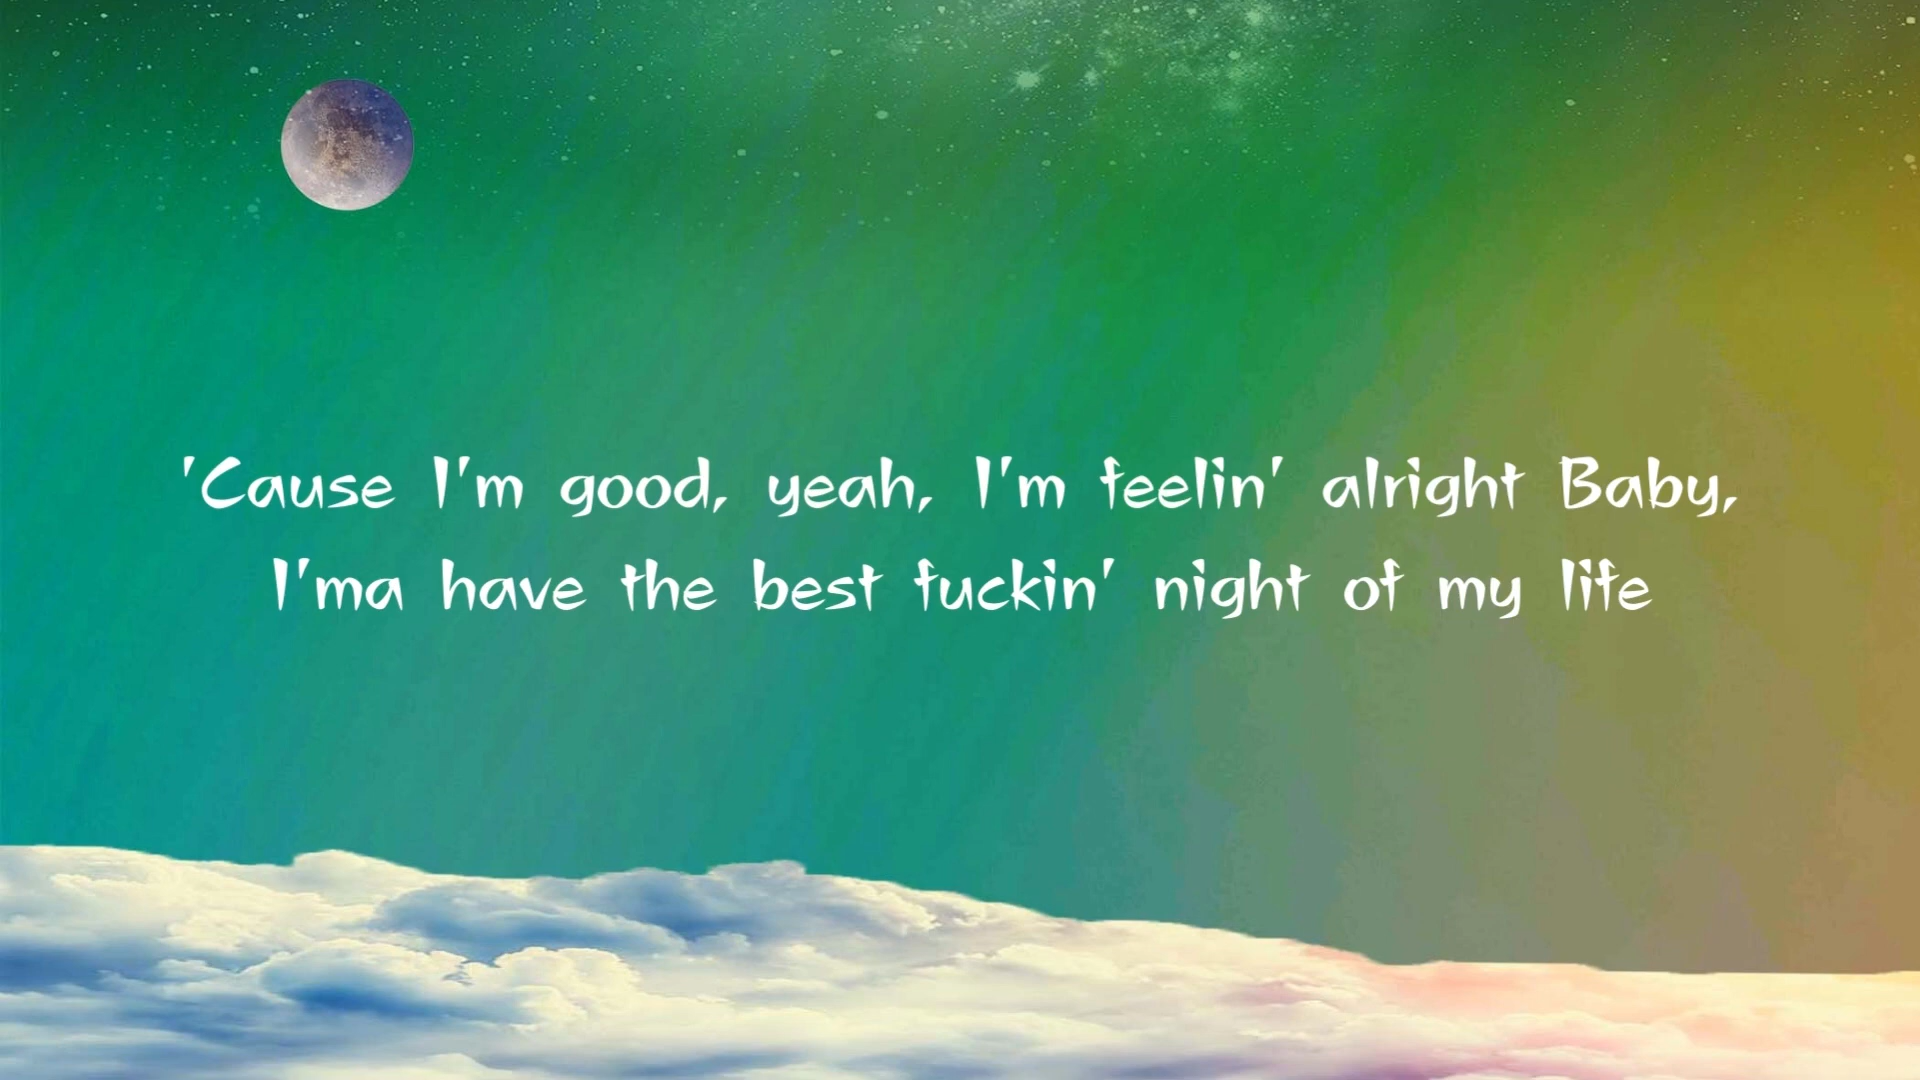 'Cause I'm good, yeah, I'm feelin' alright Baby,
I'ma have the best fuckin' night of my life